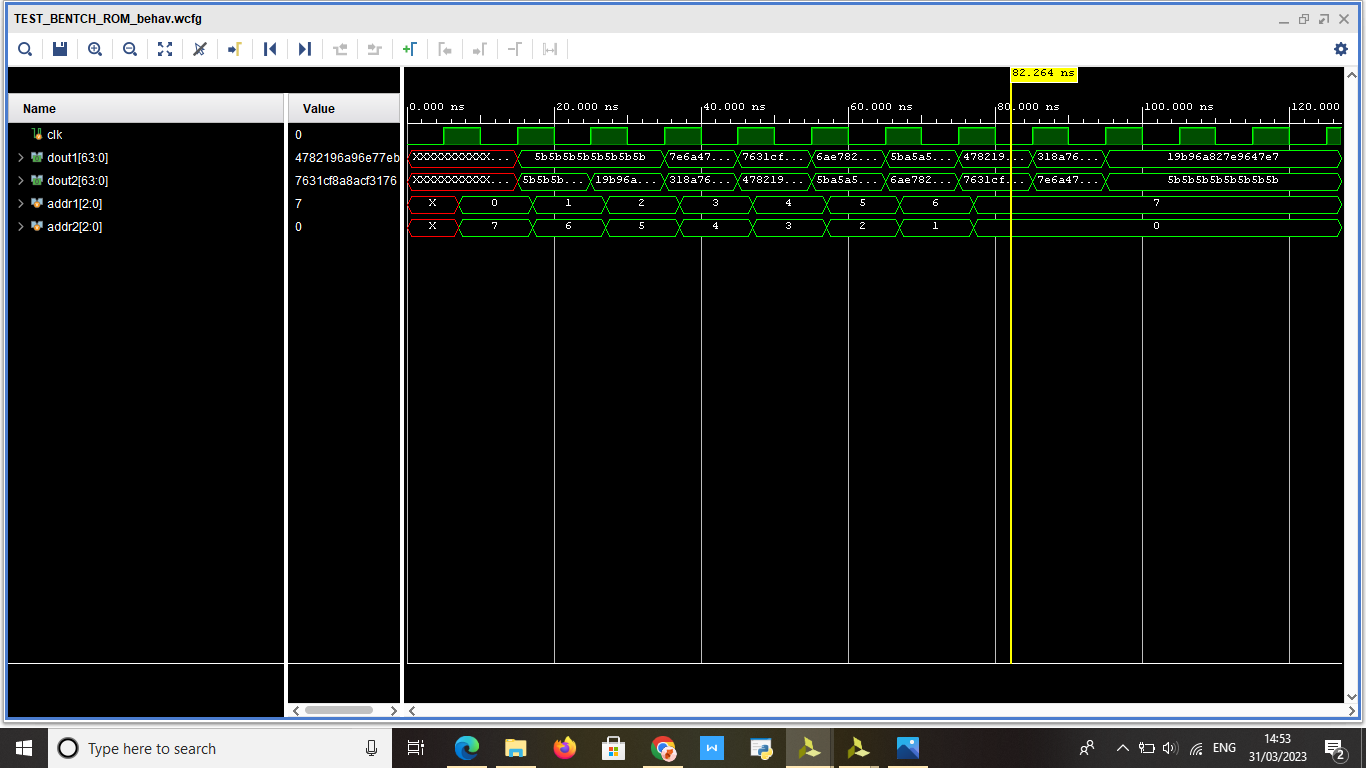 TEST_BENTCH_ROM_behav.wcfg
82.264 ns
Name Value
0.000 ns 20.000 ns 40.000 ns 60.000 ns 80.000 ns 100.000 ns 120.000
clk 0
dout1[63:0] 4782196a96e77eb XXXXXXXXXXX... 5b5b5b5b5b5b5b5b 7e6a47... 7631cf... 6ae782... 5ba5a5... 478219... 318a76... 19b96a827e9647e7
dout2[63:0] 7631cf8a8acf3176 XXXXXXXXXXX... 5b5b5b... 19b96a... 318a76... 478219... 5ba5a5... 6ae782... 7631cf... 7e6a47... 5b5b5b5b5b5b5b5b
addr1[2:0] 7 X 0 1 2 3 4 5 6 7
addr2[2:0] 0 X 7 6 5 4 3 2 1 0
Type here to search
W
ENG
14:53
31/03/2023
2